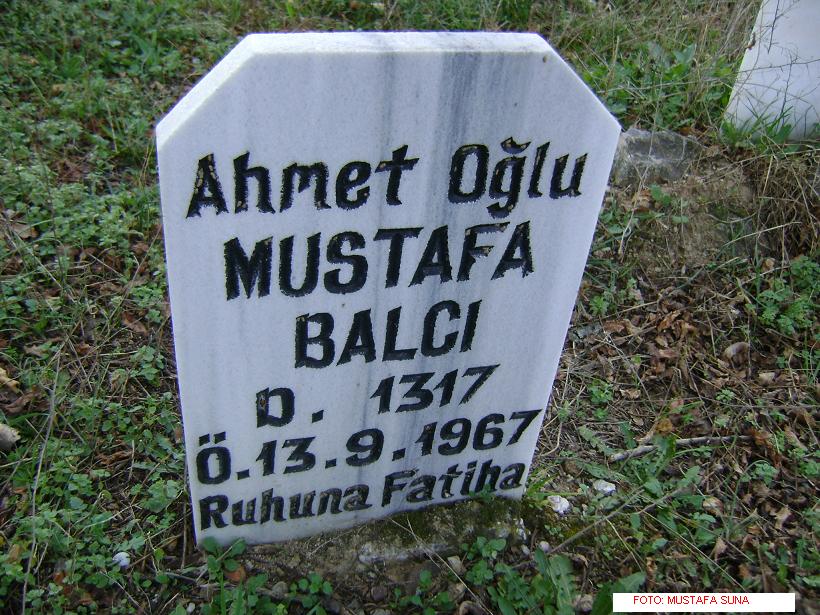 Ahmet Oğlu
MUSTAFA
BALCI
D. 1317
Ö.13.9.1967
Ruhuna Fatiha
FOTO: MUSTAFA SUNA